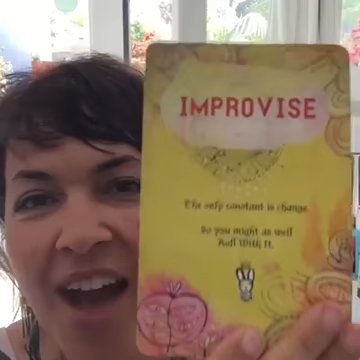 IMPROVISE
The only constant is change.
So you might as well
Roll With It.